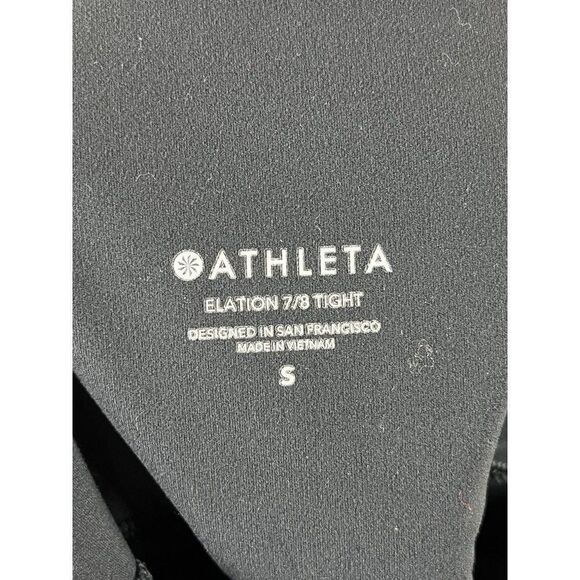 ATHLETA
ELATION 7/8 TIGHT
DESIGNED IN SAN FRANCISCO
MADE IN VIETNAM
S